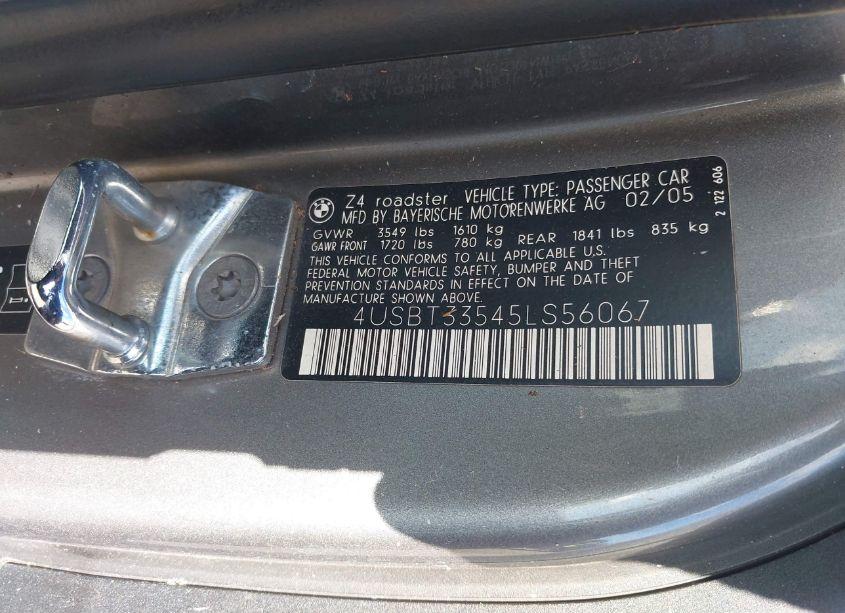 Z4 roadster VEHICLE TYPE: PASSENGER CAR
MFD BY BAYERISCHE MOTORENWERKE AG 02/05
GVWR 3549 lbs 1610 kg
GAWR FRONT 1720 lbs 780 kg REAR 1841 lbs 835 kg
THIS VEHICLE CONFORMS TO ALL APPLICABLE U.S.
FEDERAL MOTOR VEHICLE SAFETY, BUMPER AND THEFT
PREVENTION STANDARDS IN EFFECT ON THE DATE OF
MANUFACTURE SHOWN ABOVE.
4USBT33545LS56067
2 122 606